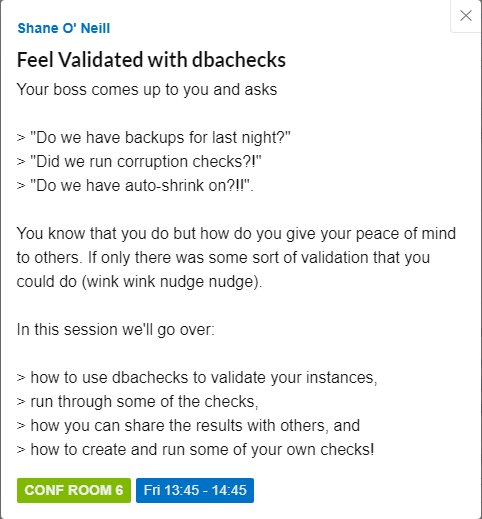 Shane O' Neill
Feel Validated with dbachecks
Your boss comes up to you and asks
> "Do we have backups for last night?"
> "Did we run corruption checks?!"
> "Do we have auto-shrink on?!!".
You know that you do but how do you give your peace of mind
to others. If only there was some sort of validation that you
could do (wink wink nudge nudge).
In this session we'll go over:
> how to use dbachecks to validate your instances,
> run through some of the checks,
> how you can share the results with others, and
> how to create and run some of your own checks!
CONF ROOM 6 Fri 13:45 - 14:45